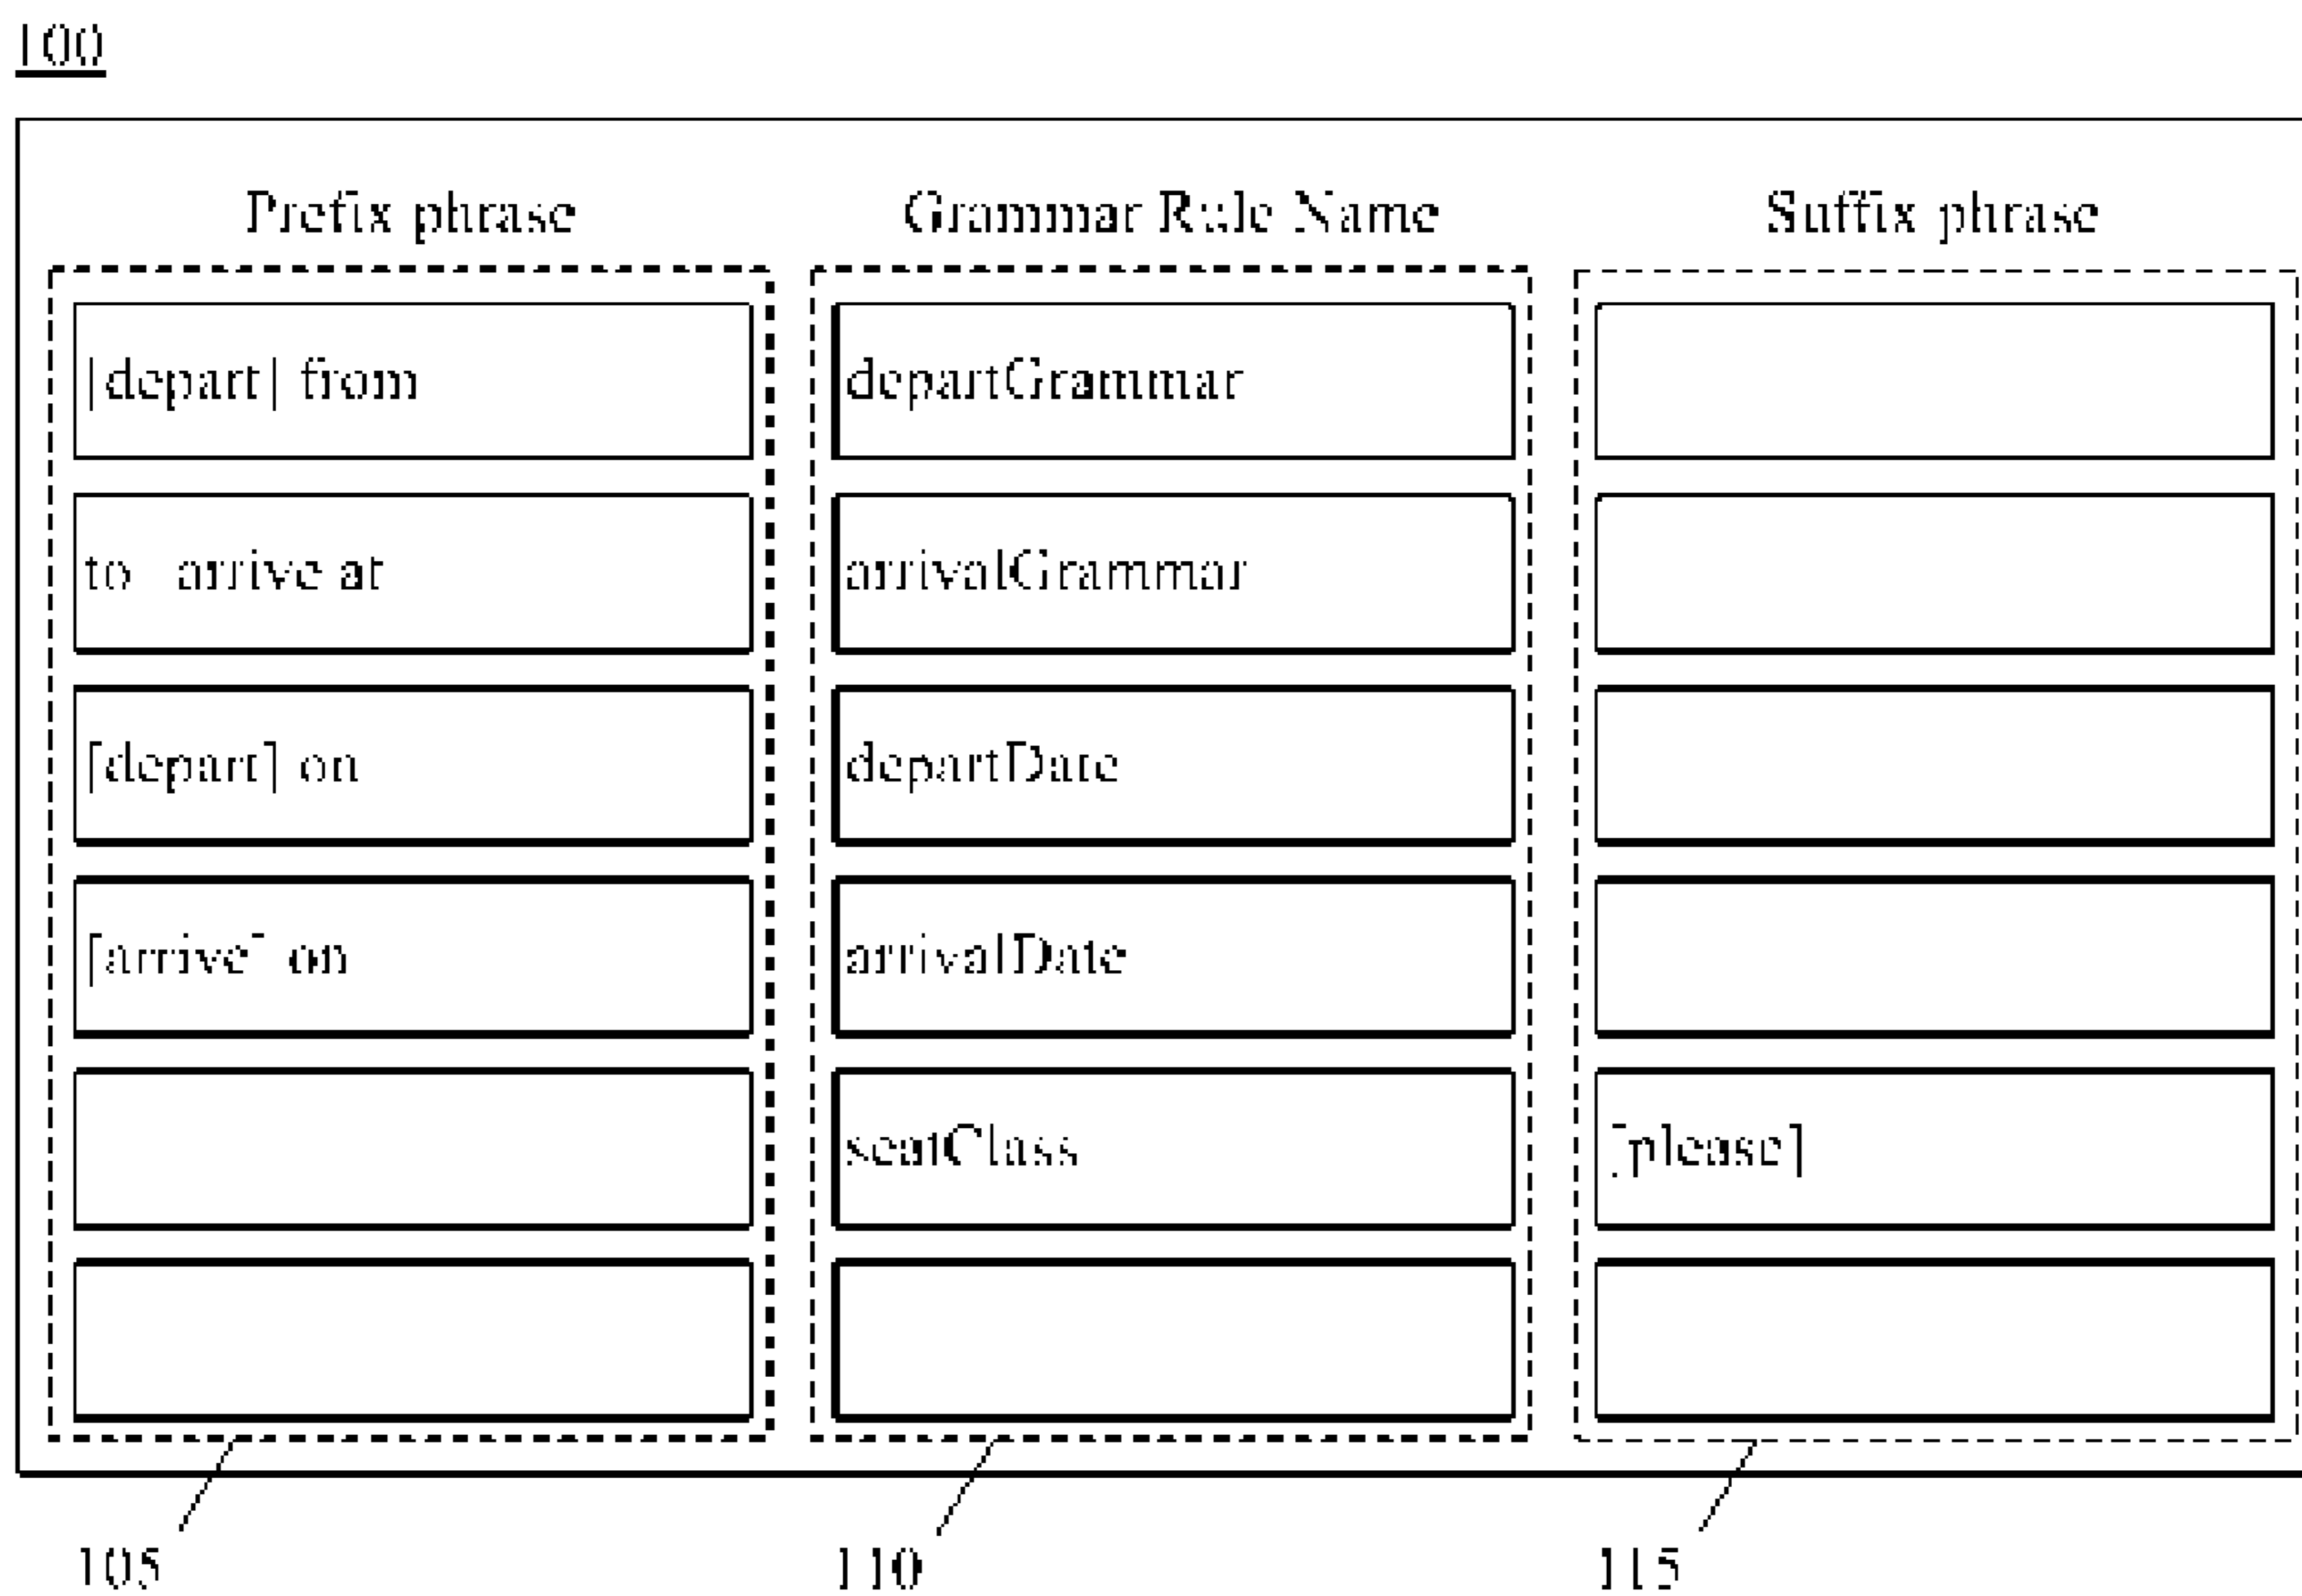 100
Prefix phrase Grammar Rule Name Suffix phrase
[depart] from departGrammar
to arrive at arrivalGrammar
[depart] on departDate
[arrive] on arrivalDate
seatClass [please]
105 110 115